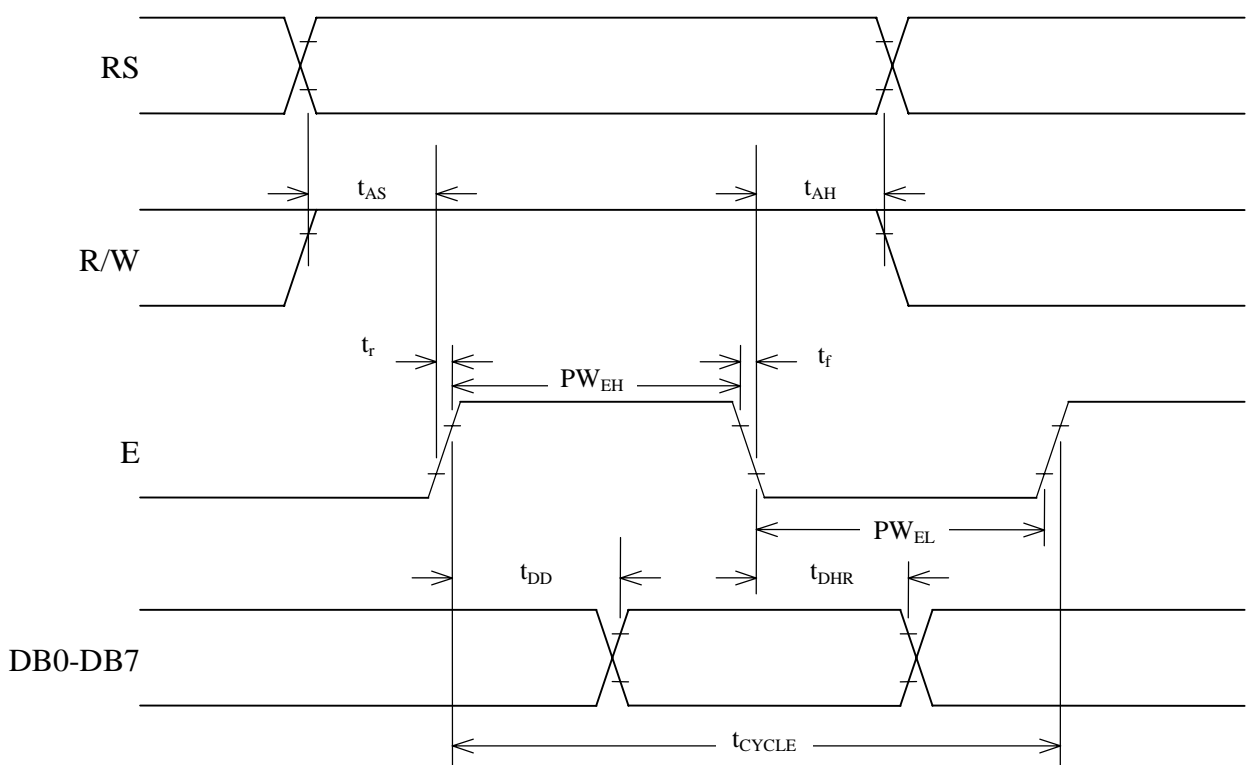 RS
t_AS
t_AH
R/W
t_r
PW_EH
t_f
E
PW_EL
t_DD
t_DHR
DB0-DB7
t_CYCLE